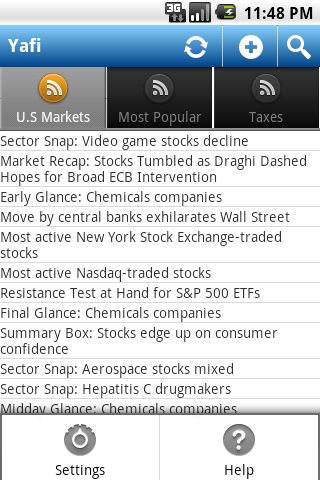 3G 11:48 PM
Yafi
U.S Markets Most Popular Taxes
Sector Snap: Video game stocks decline
Market Recap: Stocks Tumbled as Draghi Dashed
Hopes for Broad ECB Intervention
Early Glance: Chemicals companies
Move by central banks exhilarates Wall Street
Most active New York Stock Exchange-traded
stocks
Most active Nasdaq-traded stocks
Resistance Test at Hand for S&P 500 ETFs
Final Glance: Chemicals companies
Summary Box: Stocks edge up on consumer
confidence
Sector Snap: Aerospace stocks mixed
Sector Snap: Hepatitis C drugmakers
Midday Glance: Chemicals companies
Settings Help